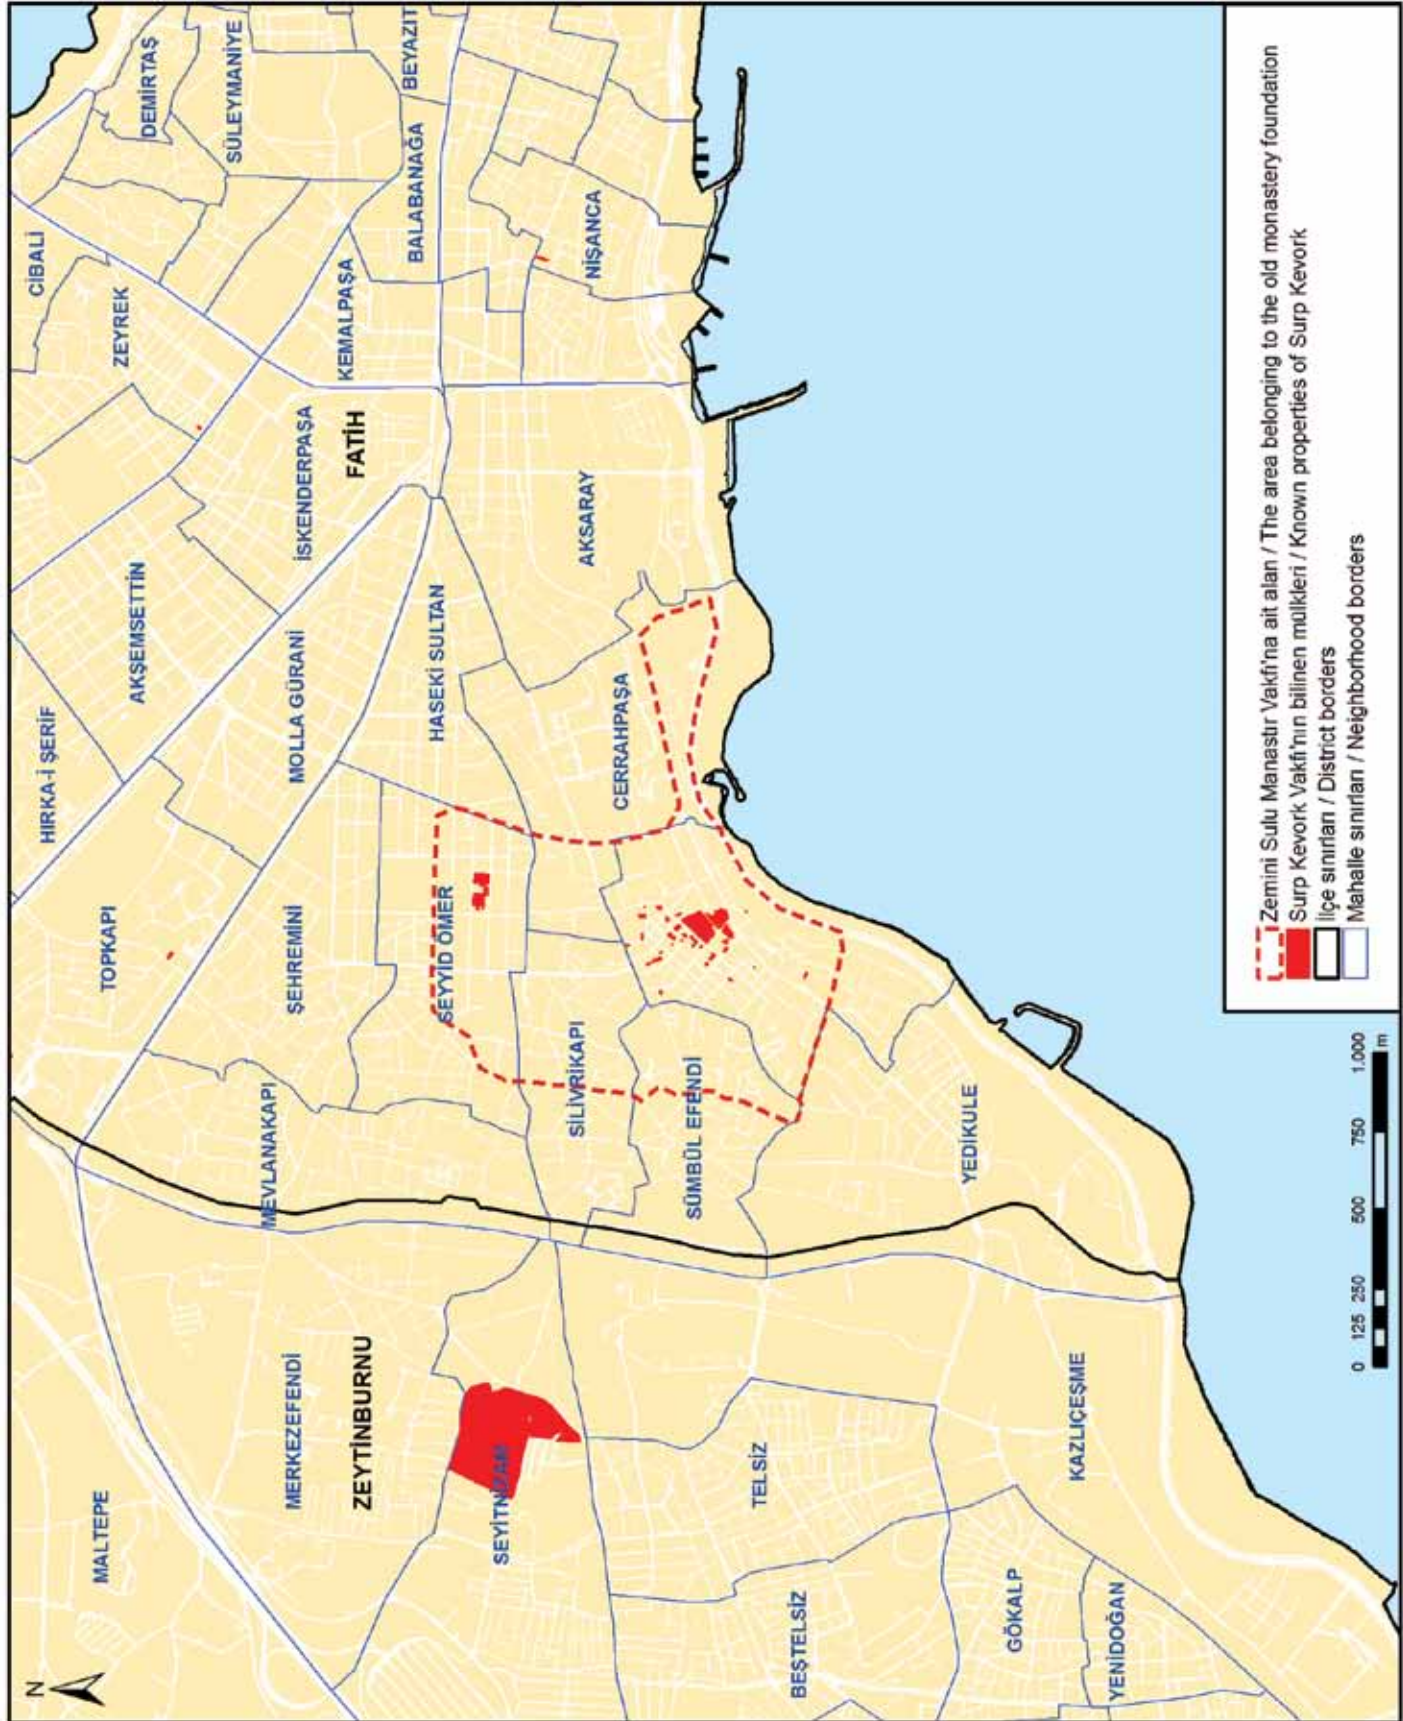 N
MALTEPE
MERKEZEFENDİ
ZEYTİNBURNU
SEYİTNİZAM
BEŞTELSİZ
TELSİZ
GÖKALP
YENİDOĞAN
KAZLIÇEŞME
TOPKAPI
MEVLANAKAPI
ŞEHREMİNİ
SEYYİD ÖMER
SİLİVRİKAPI
SÜMBÜL EFENDİ
YEDİKULE
HIRKA-İ ŞERİF
AKŞEMSETTİN
MOLLA GÜRANİ
HASEKİ SULTAN
CERRAHPAŞA
İSKENDERPAŞA
FATİH
AKSARAY
CİBALİ
ZEYREK
KEMALPAŞA
BALABANAĞA
NİŞANCA
DEMİRTAŞ
SÜLEYMANİYE
BEYAZIT
0 125 250 500 750 1.000
m
Zemini Sulu Manastır Vakfı'na ait alan / The area belonging to the old monastery foundation
Surp Kevork Vakfı'nın bilinen mülkleri / Known properties of Surp Kevork
İlçe sınırları / District borders
Mahalle sınırları / Neighborhood borders